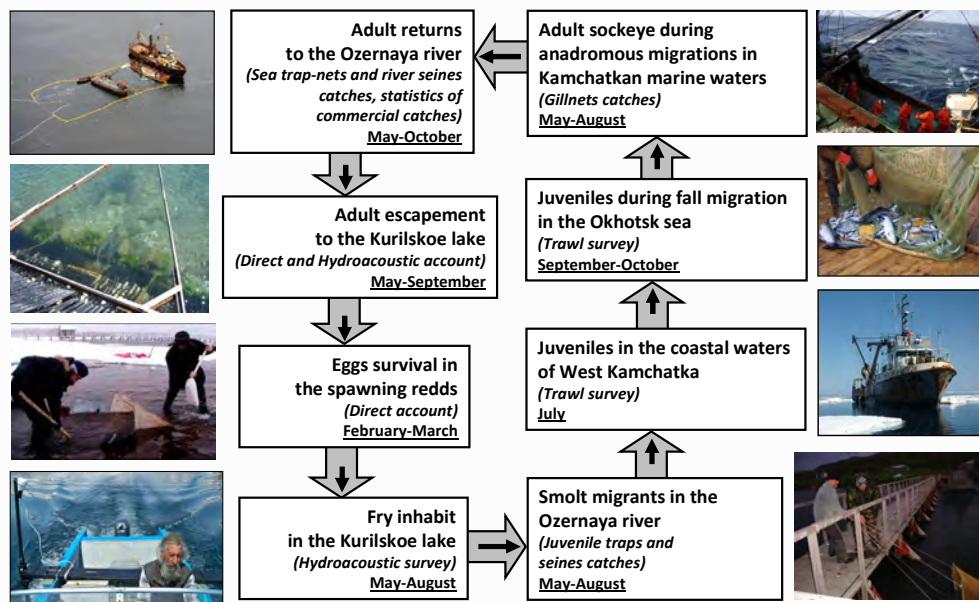 Adult returns
to the Ozernaya river
(Sea trap-nets and river seines
catches, statistics of
commercial catches)
May-October
Adult escapement
to the Kurilskoe lake
(Direct and Hydroacoustic account)
May-September
Eggs survival in
the spawning redds
(Direct account)
February-March
Fry inhabit
in the Kurilskoe lake
(Hydroacoustic survey)
May-August
Smolt migrants in the
Ozernaya river
(Juvenile traps and
seines catches)
May-August
Juveniles in the coastal waters
of West Kamchatka
(Trawl survey)
July
Juveniles during fall migration
in the Okhotsk sea
(Trawl survey)
September-October
Adult sockeye during
anadromous migrations in
Kamchatkan marine waters
(Gillnets catches)
May-August